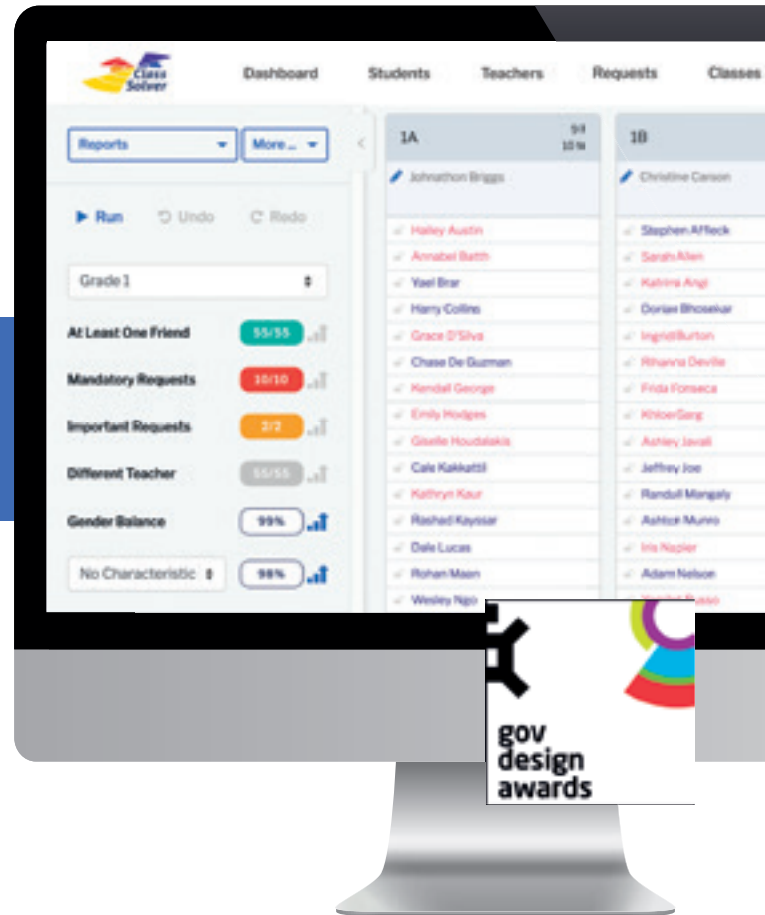 Class
Solver
Dashboard
Students
Teachers
Requests
Classes
Reports
More...
Run
Undo
Redo
Grade 1
At Least One Friend
55/55
Mandatory Requests
10/10
Important Requests
2/2
Different Teacher
55/55
Gender Balance
99%
No Characteristic
98%
1A
Johnathon Briggs
Hailey Austin
Annabel Batth
Yael Brar
Harry Collins
Grace D'Silva
Chase De Guzman
Kendall George
Emily Hodges
Giselle Houdalakis
Cale Kakkattil
Kathryn Kaur
Rashad Kayssar
Dale Lucas
Rohan Maan
Wesley Ngo
1B
Christine Carson
Stephen Affleck
Sarah Allen
Katrina Angi
Dorian Bhosekar
Ingrid Burton
Rihanna Deville
Frida Fonseca
Khloe Garg
Ashley Javali
Jeffrey Joe
Randull Mangaly
Ashton Munro
Iris Napier
Adam Nelson
gov
design
awards